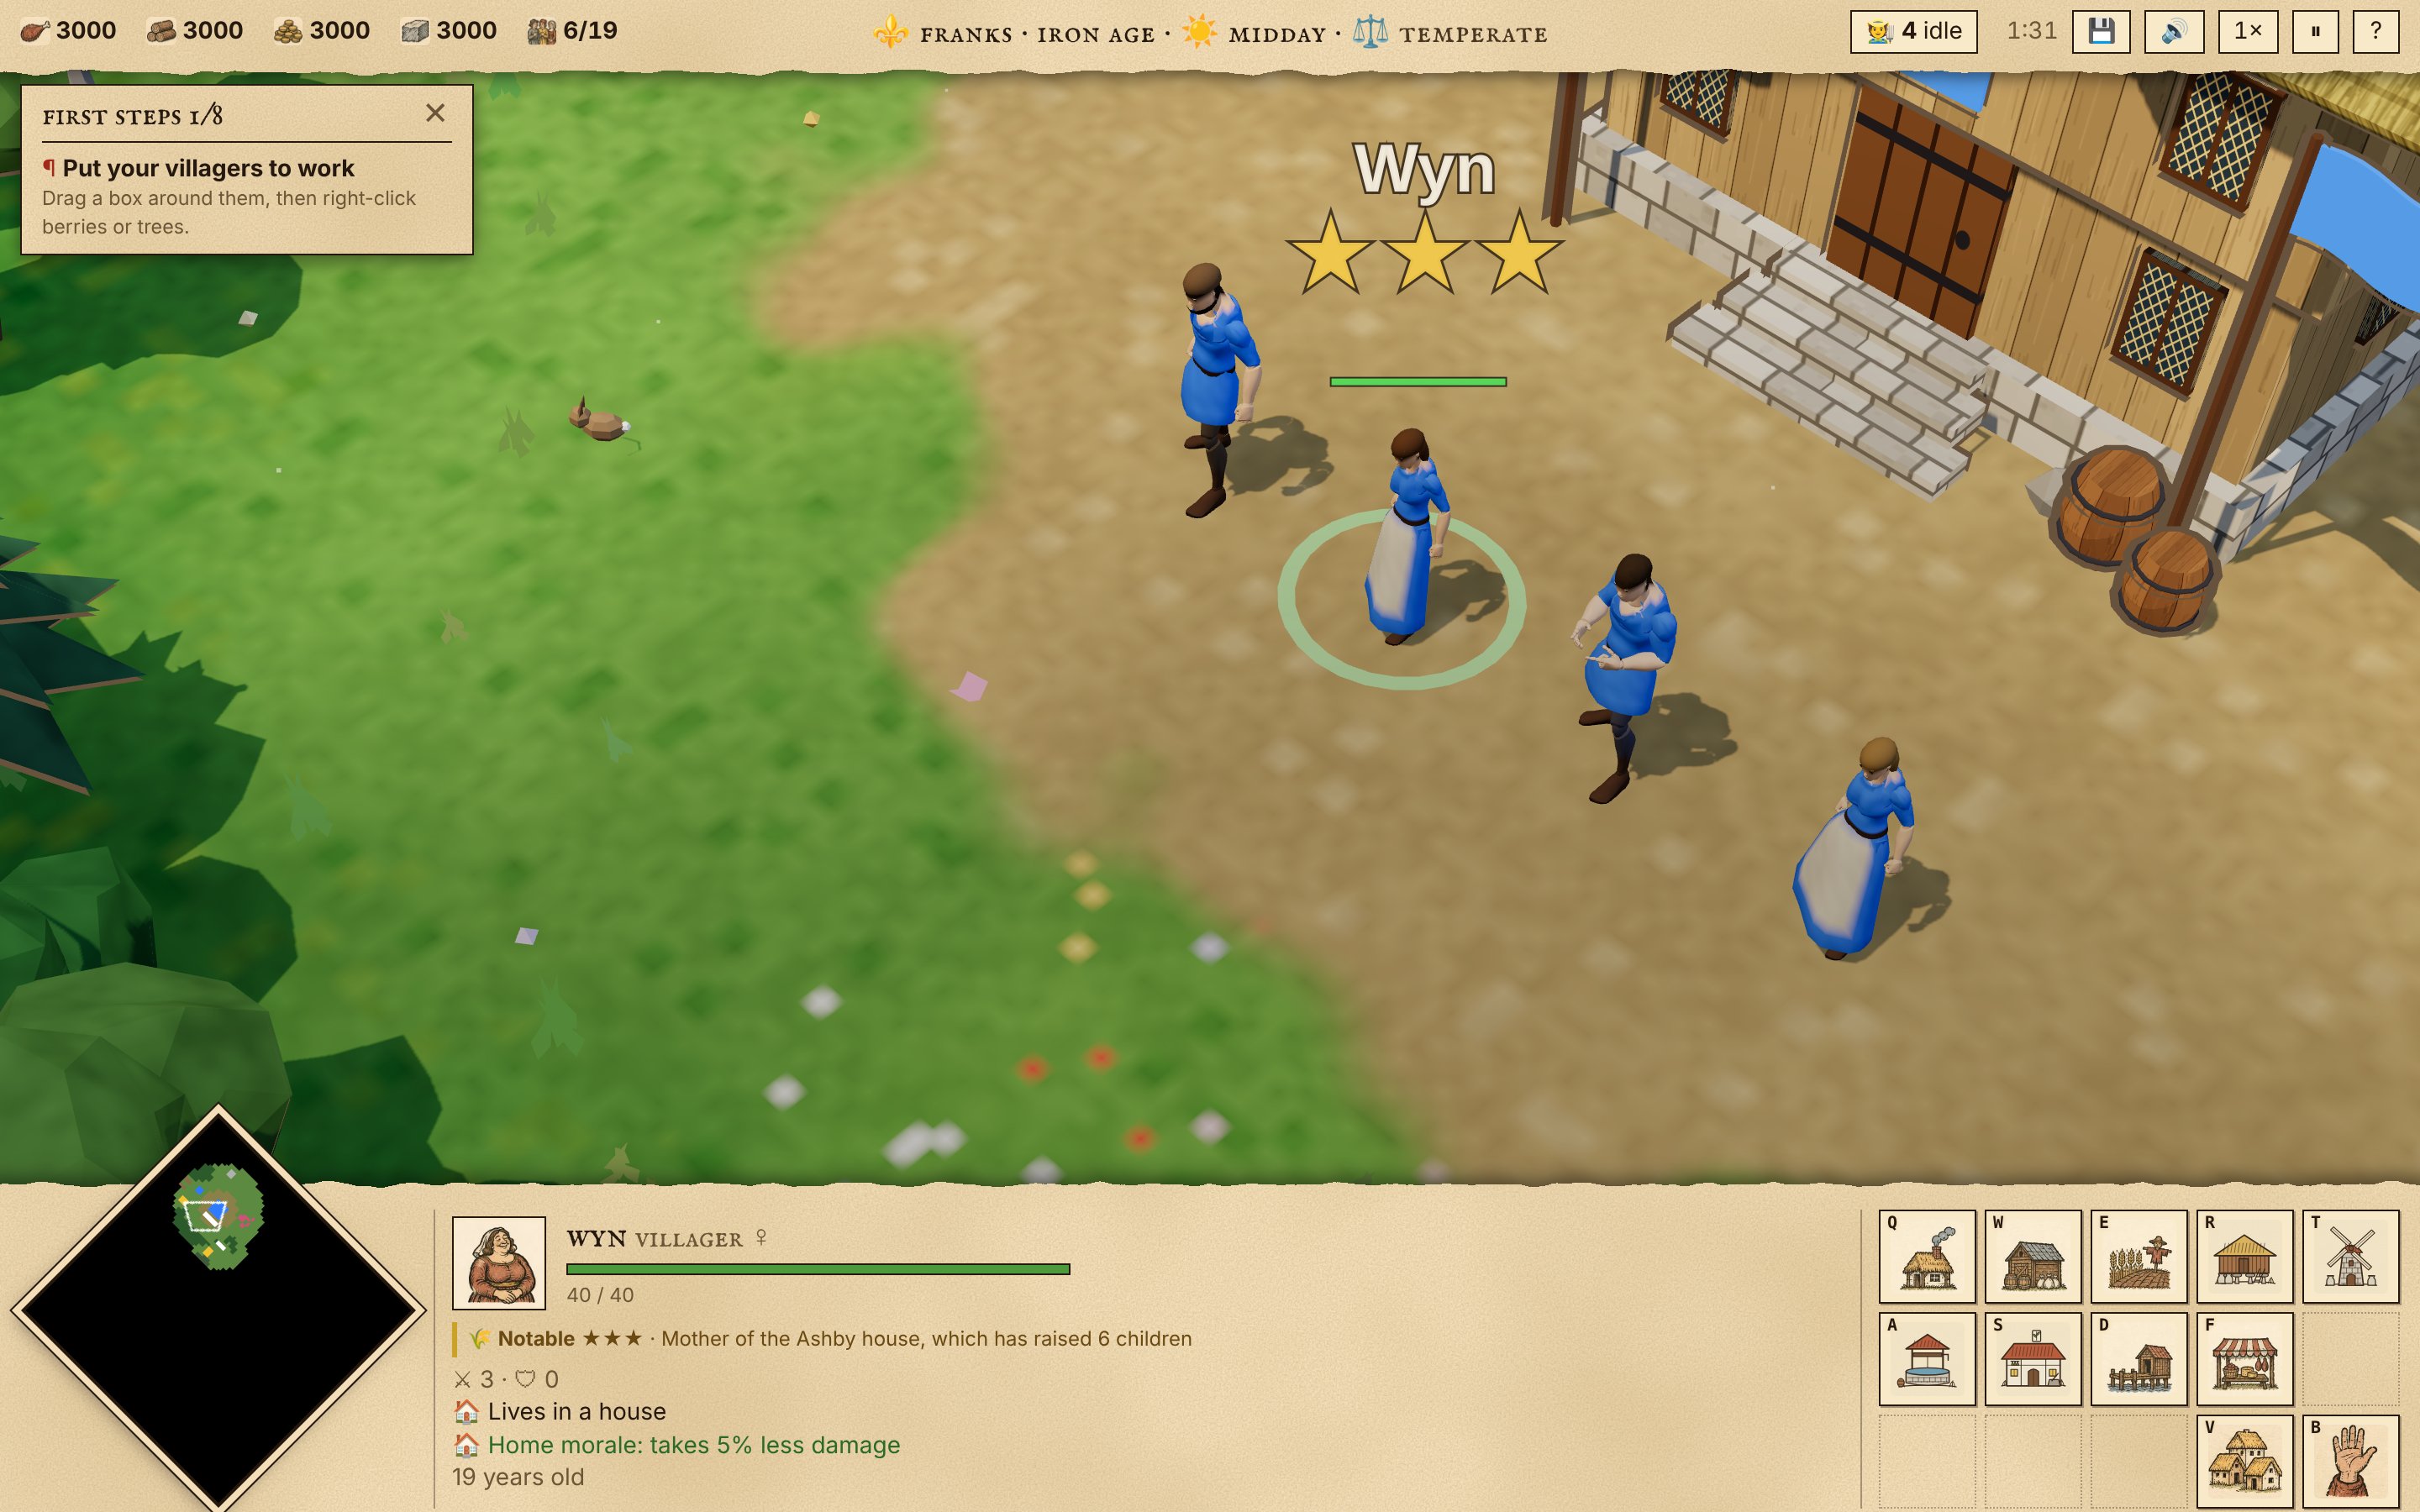 3000 3000 3000 3000 6/19
FRANKS · IRON AGE · MIDDAY · TEMPERATE
4 idle 1:31 1× ?
FIRST STEPS 1/8
¶ Put your villagers to work
Drag a box around them, then right-click
berries or trees.
Wyn
WYN VILLAGER ♀
40 / 40
Notable ★★★ · Mother of the Ashby house, which has raised 6 children
3 · 0
Lives in a house
Home morale: takes 5% less damage
19 years old
Q W E R T
A S D F
V B